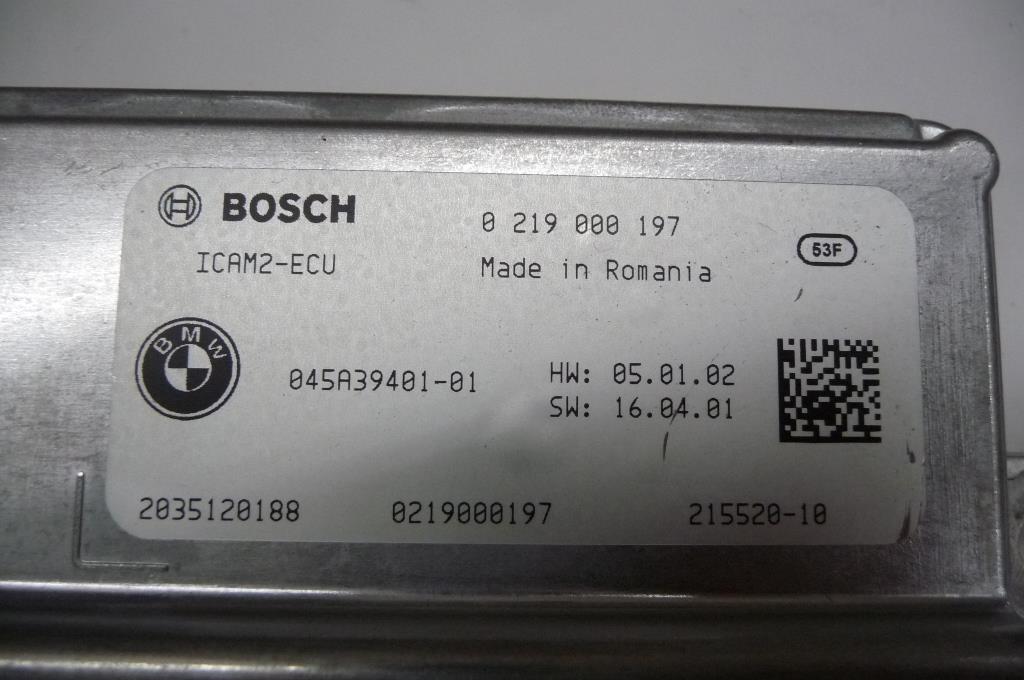 BOSCH
0 219 000 197
53F
ICAM2-ECU
Made in Romania
BMW
045A39401-01
HW: 05.01.02
SW: 16.04.01
2035120188
0219000197
215520-10